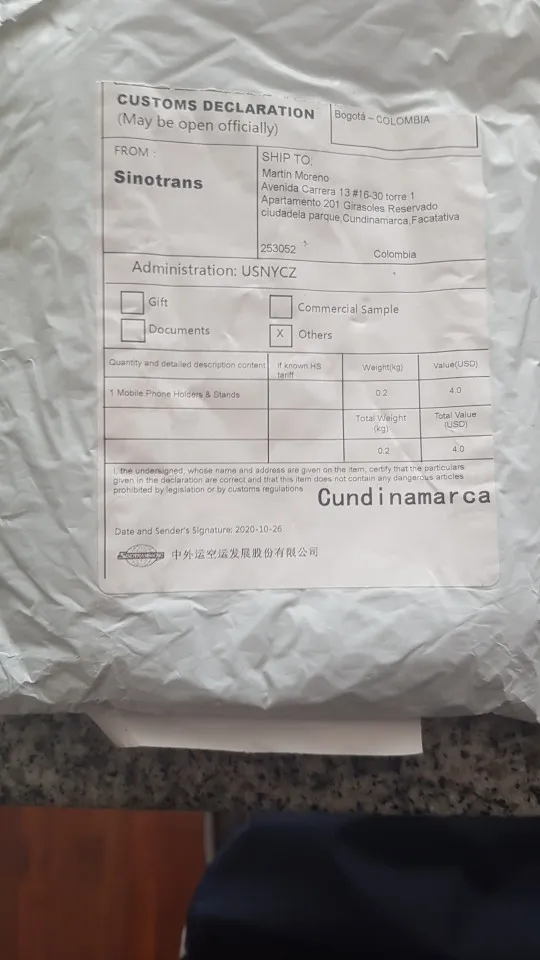 CUSTOMS DECLARATION
(May be open officially)
Bogotá – COLOMBIA
FROM :
Sinotrans
SHIP TO;
Martin Moreno
Avenida Carrera 13 #16-30 torre 1
Apartamento 201 Girasoles Reservado
ciudadela parque,Cundinamarca,Facatativa
253052
Colombia
Administration: USNYCZ
Gift
Commercial Sample
Documents
X Others
Quantity and detailed description content
if known.HS
tariff
Weight(kg)
Value(USD)
1 Mobile Phone Holders & Stands
0.2
4.0
Total Weight
(kg)
Total Value
(USD)
0.2
4.0
I, the undersigned, whose name and address are given on the item, certify that the particulars
given in the declaration are correct and that this item does not contain any dangerous articles
prohibited by legislation or by customs regulations
Cundinamarca
Date and Sender's Signature: 2020-10-26
中外运空运发展股份有限公司